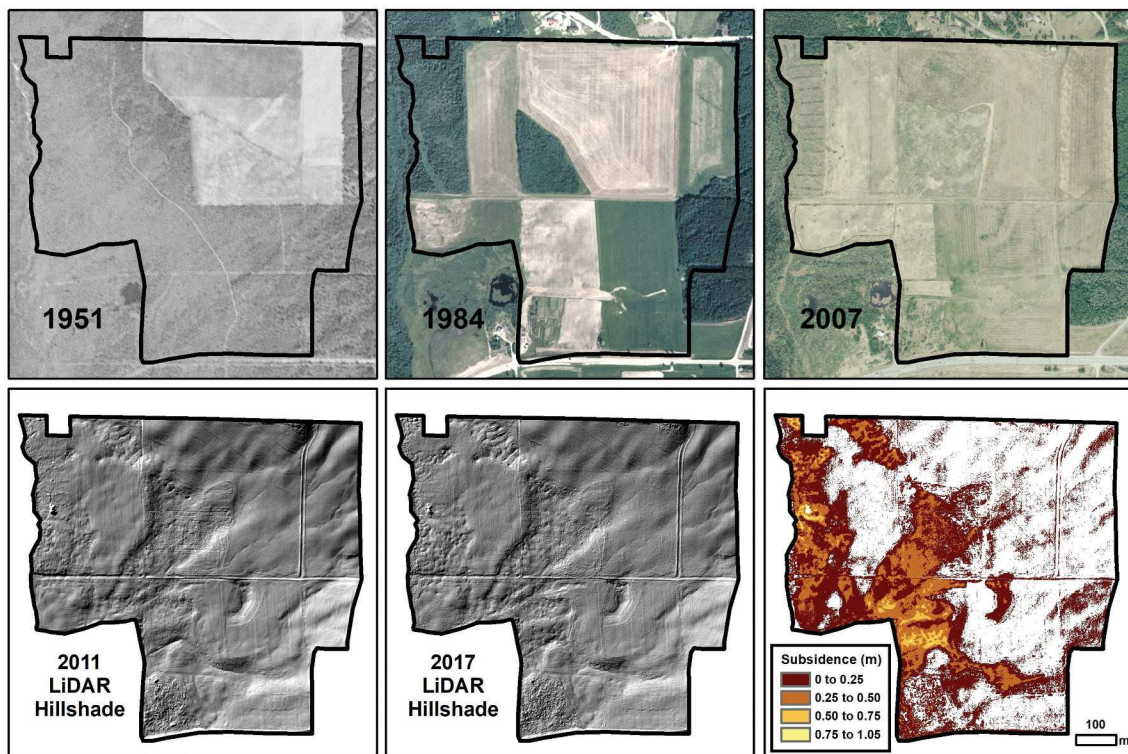 1951
1984
2007
2011
LiDAR
Hillshade
2017
LiDAR
Hillshade
Subsidence (m)
0 to 0.25
0.25 to 0.50
0.50 to 0.75
0.75 to 1.05
100
m